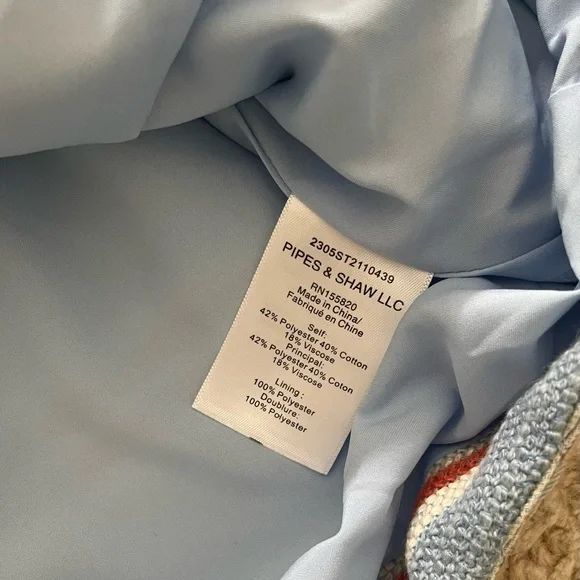 2305ST2110439
PIPES & SHAW LLC
RN155820
Made in China/
Fabriqué en Chine
Self:
42% Polyester 40% Cotton
18% Viscose
Principal:
42% Polyester 40% Coton
18% Viscose
Lining :
100% Polyester
Doublure:
100% Polyester